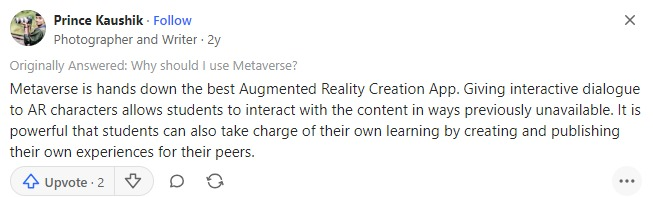 Prince Kaushik · Follow
Photographer and Writer · 2y
Originally Answered: Why should I use Metaverse?
Metaverse is hands down the best Augmented Reality Creation App. Giving interactive dialogue
to AR characters allows students to interact with the content in ways previously unavailable. It is
powerful that students can also take charge of their own learning by creating and publishing
their own experiences for their peers.
Upvote · 2